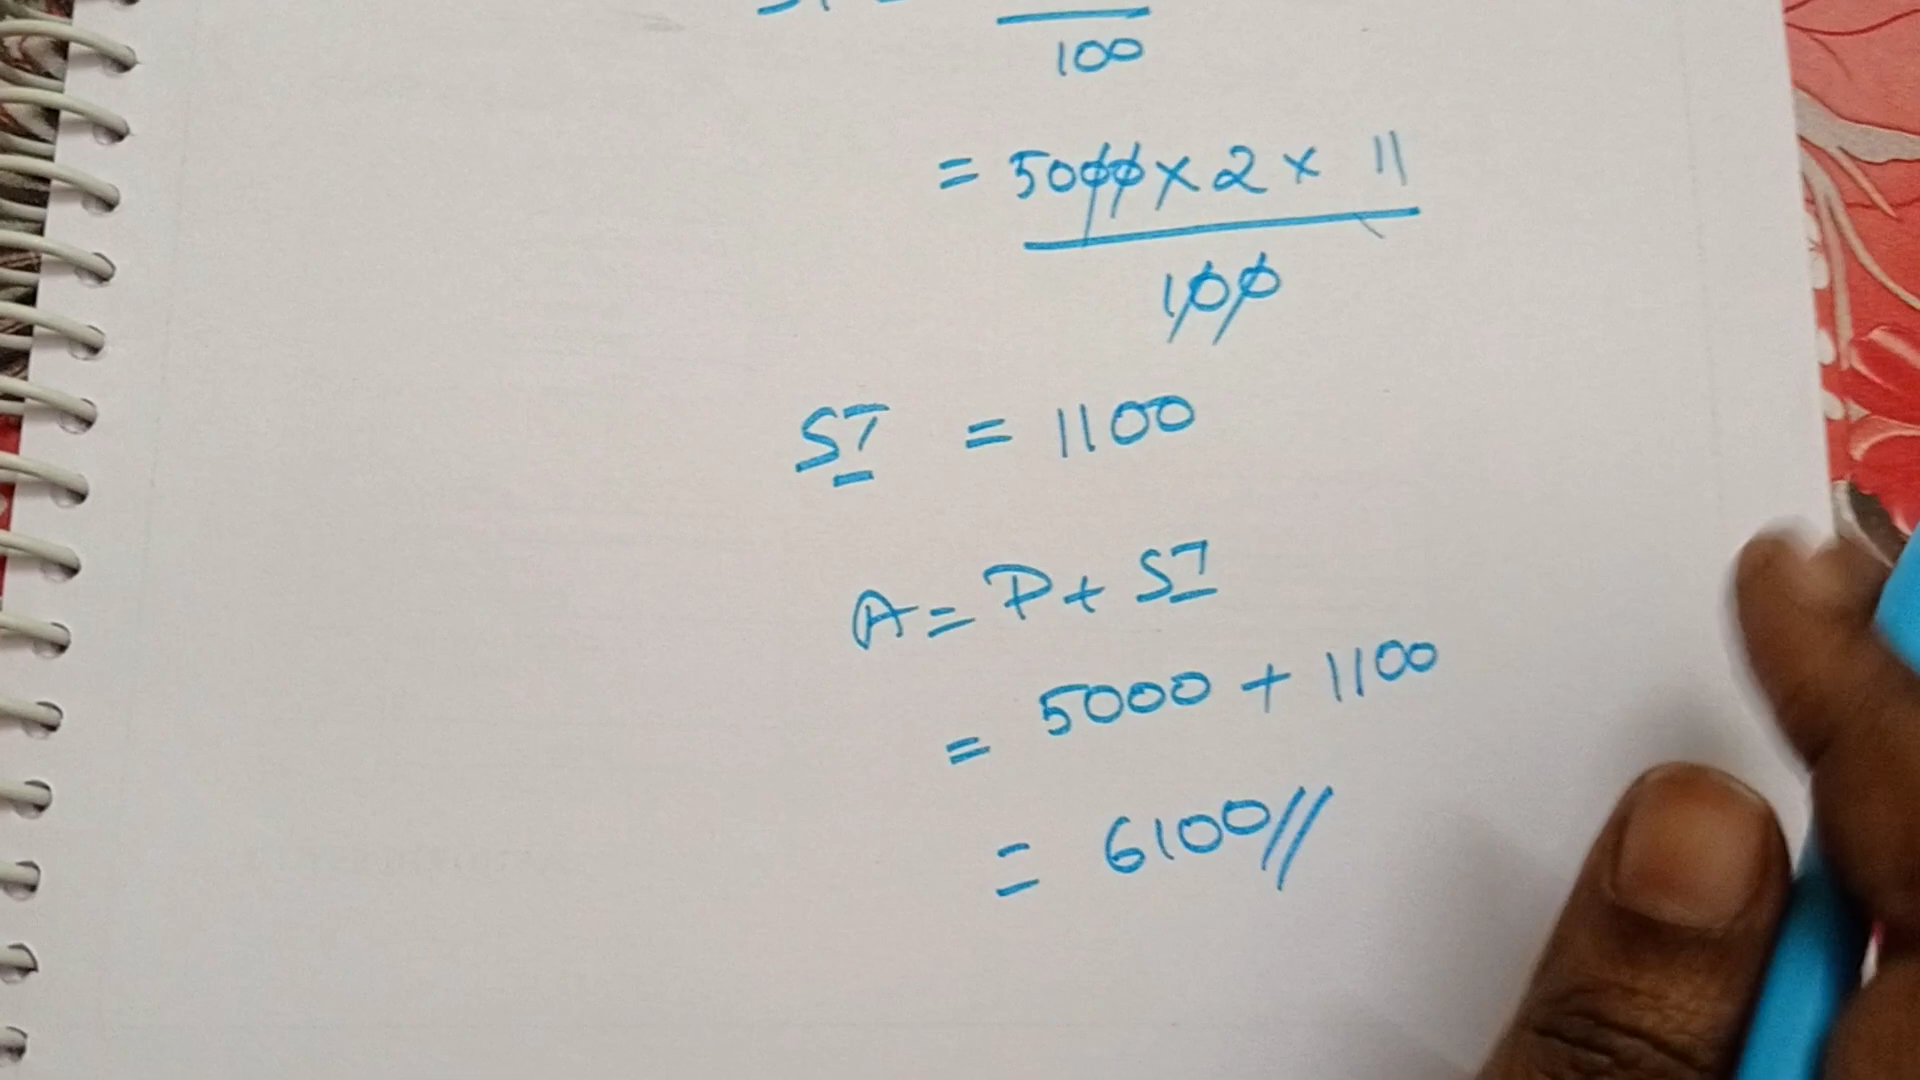 100
= 5000 x 2 x 11
100
SI = 1100
A = P + SI
= 5000 + 1100
= 6100//